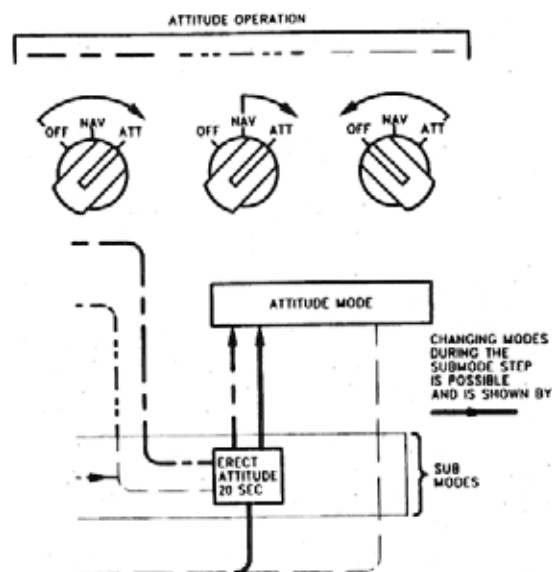 ATTITUDE OPERATION
OFF NAV ATT
OFF NAV ATT
OFF NAV ATT
ATTITUDE MODE
CHANGING MODES
DURING THE
SUBMODE STEP
IS POSSIBLE
AND IS SHOWN BY
ERECT
ATTITUDE
20 SEC
SUB
MODES